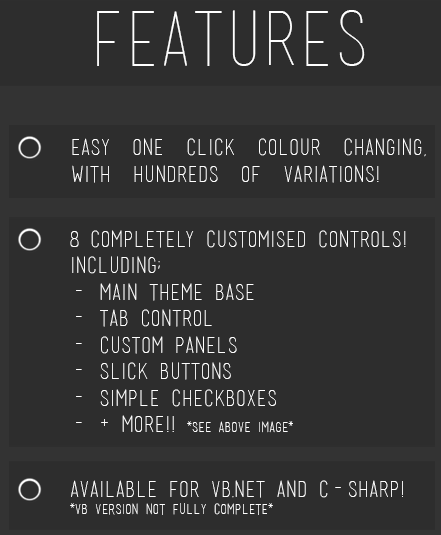 FEATURES
EASY ONE CLICK COLOUR CHANGING,
WITH HUNDREDS OF VARIATIONS!
8 COMPLETELY CUSTOMISED CONTROLS!
INCLUDING;
- MAIN THEME BASE
- TAB CONTROL
- CUSTOM PANELS
- SLICK BUTTONS
- SIMPLE CHECKBOXES
- + MORE!! *SEE ABOVE IMAGE*
AVAILABLE FOR VB.NET AND C - SHARP!
*VB VERSION NOT FULLY COMPLETE*